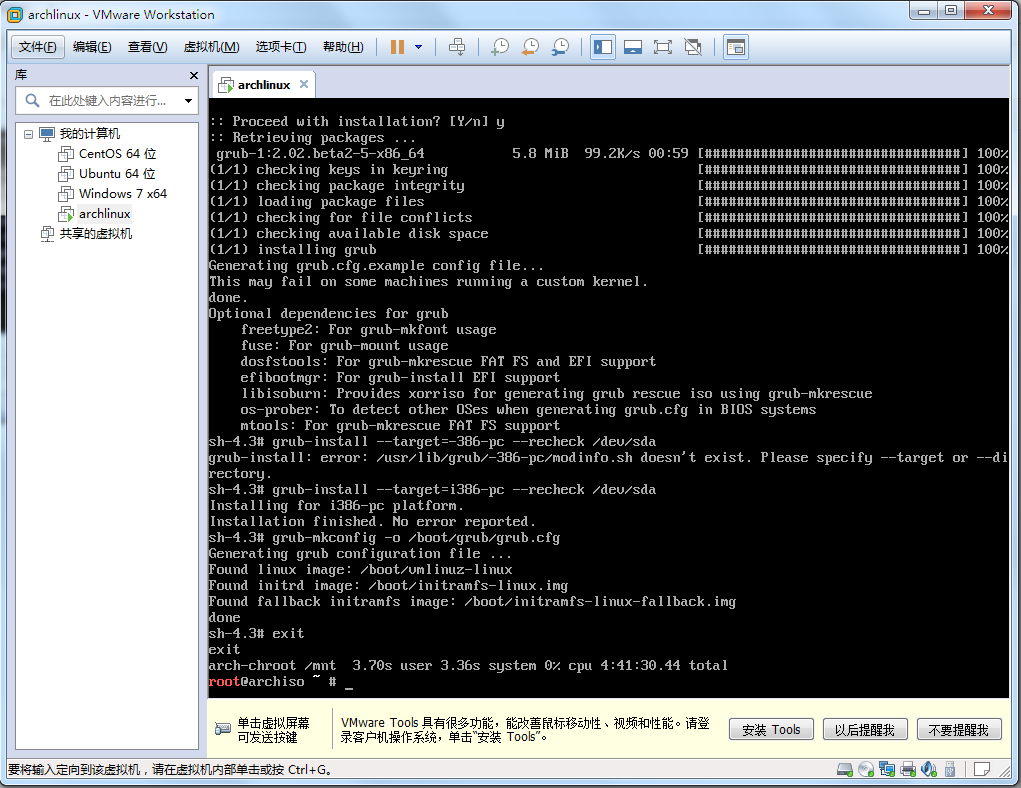 archlinux - VMware Workstation
文件(F) 编辑(E) 查看(V) 虚拟机(M) 选项卡(T) 帮助(H)
库
在此处键入内容进行...
我的计算机
CentOS 64 位
Ubuntu 64 位
Windows 7 x64
archlinux
共享的虚拟机
archlinux
:: Proceed with installation? [Y/n] y
:: Retrieving packages ...
grub-1:2.02.beta2-5-x86_64 5.8 MiB 99.2K/s 00:59 [################################] 100%
(1/1) checking keys in keyring [################################] 100%
(1/1) checking package integrity [################################] 100%
(1/1) loading package files [################################] 100%
(1/1) checking for file conflicts [################################] 100%
(1/1) checking available disk space [################################] 100%
(1/1) installing grub [################################] 100%
Generating grub.cfg.example config file...
This may fail on some machines running a custom kernel.
done.
Optional dependencies for grub
freetype2: For grub-mkfont usage
fuse: For grub-mount usage
dosfstools: For grub-mkrescue FAT FS and EFI support
efibootmgr: For grub-install EFI support
libisoburn: Provides xorriso for generating grub rescue iso using grub-mkrescue
os-prober: To detect other OSes when generating grub.cfg in BIOS systems
mtools: For grub-mkrescue FAT FS support
sh-4.3# grub-install --target=-386-pc --recheck /dev/sda
grub-install: error: /usr/lib/grub/-386-pc/modinfo.sh doesn't exist. Please specify --target or --di
rectory.
sh-4.3# grub-install --target=i386-pc --recheck /dev/sda
Installing for i386-pc platform.
Installation finished. No error reported.
sh-4.3# grub-mkconfig -o /boot/grub/grub.cfg
Generating grub configuration file ...
Found linux image: /boot/vmlinuz-linux
Found initrd image: /boot/initramfs-linux.img
Found fallback initramfs image: /boot/initramfs-linux-fallback.img
done
sh-4.3# exit
exit
arch-chroot /mnt 3.70s user 3.36s system 0% cpu 4:41:30.44 total
root@archiso ~ # _
单击虚拟屏幕
可发送按键
VMware Tools 具有很多功能，能改善鼠标移动性、视频和性能。请登
录客户机操作系统，单击“安装 Tools”。
安装 Tools 以后提醒我 不要提醒我
要将输入定向到该虚拟机，请在虚拟机内部单击或按 Ctrl+G。